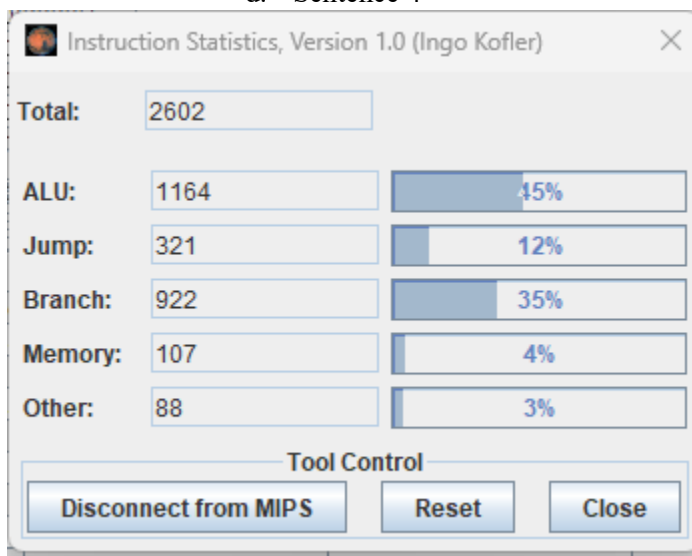 Instruction Statistics, Version 1.0 (Ingo Kofler)
Total: 2602
ALU: 1164 45%
Jump: 321 12%
Branch: 922 35%
Memory: 107 4%
Other: 88 3%
Tool Control
Disconnect from MIPS Reset Close